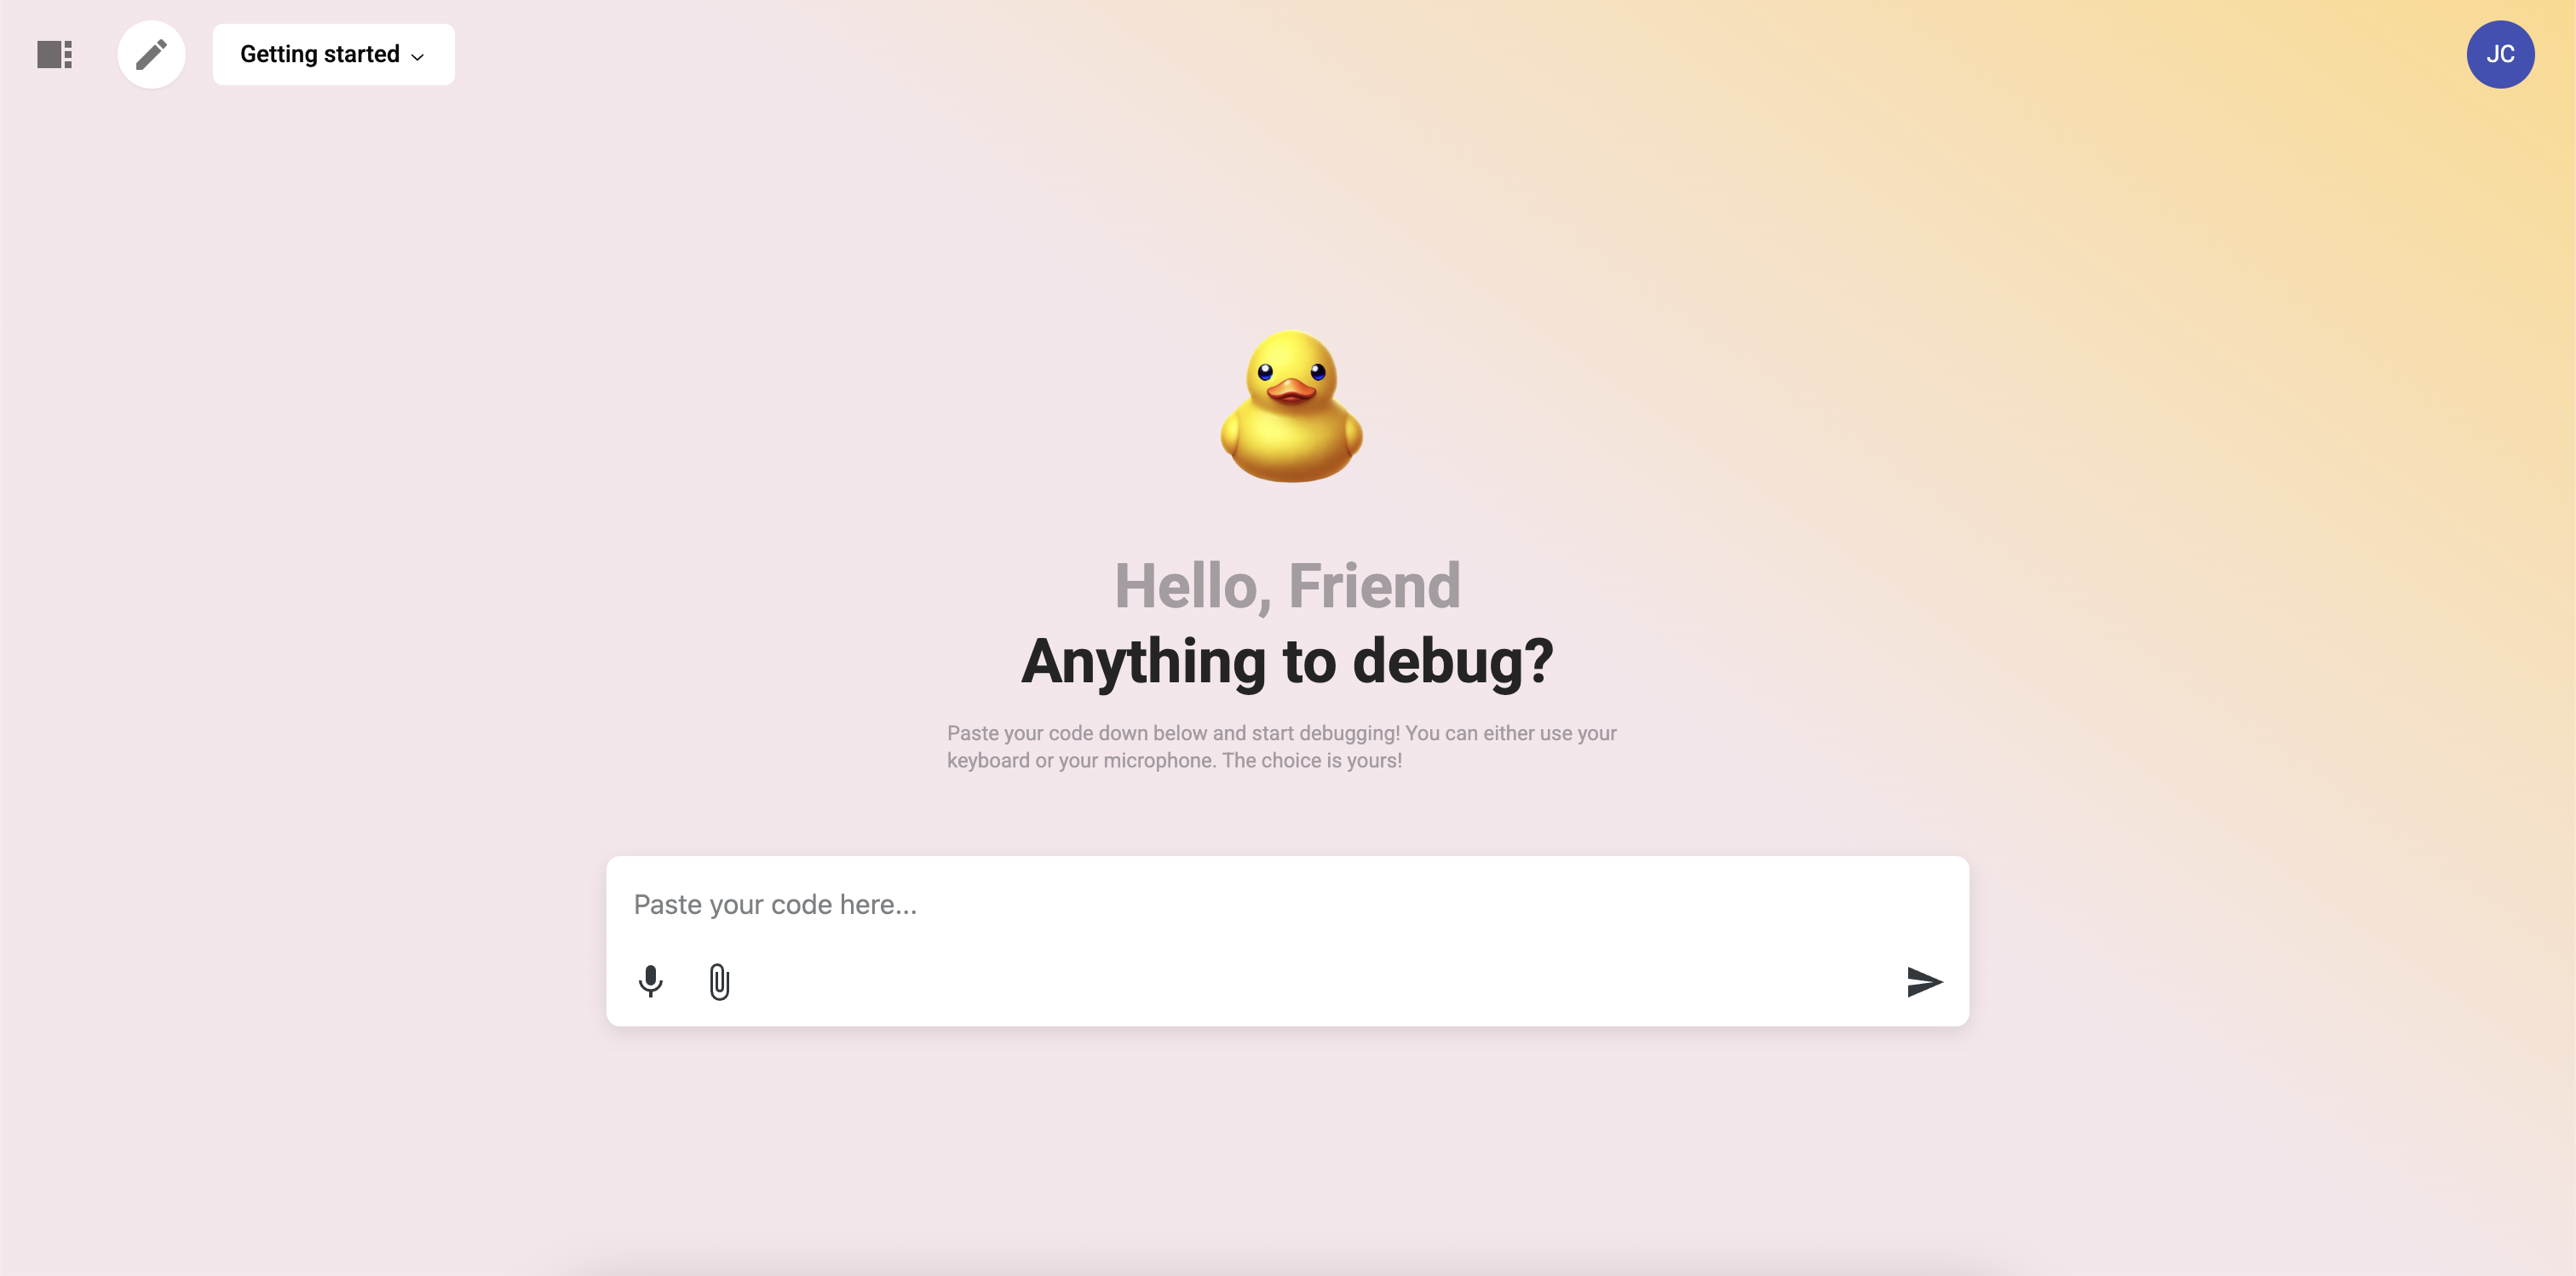 Getting started
JC
Hello, Friend
Anything to debug?
Paste your code down below and start debugging! You can either use your
keyboard or your microphone. The choice is yours!
Paste your code here...